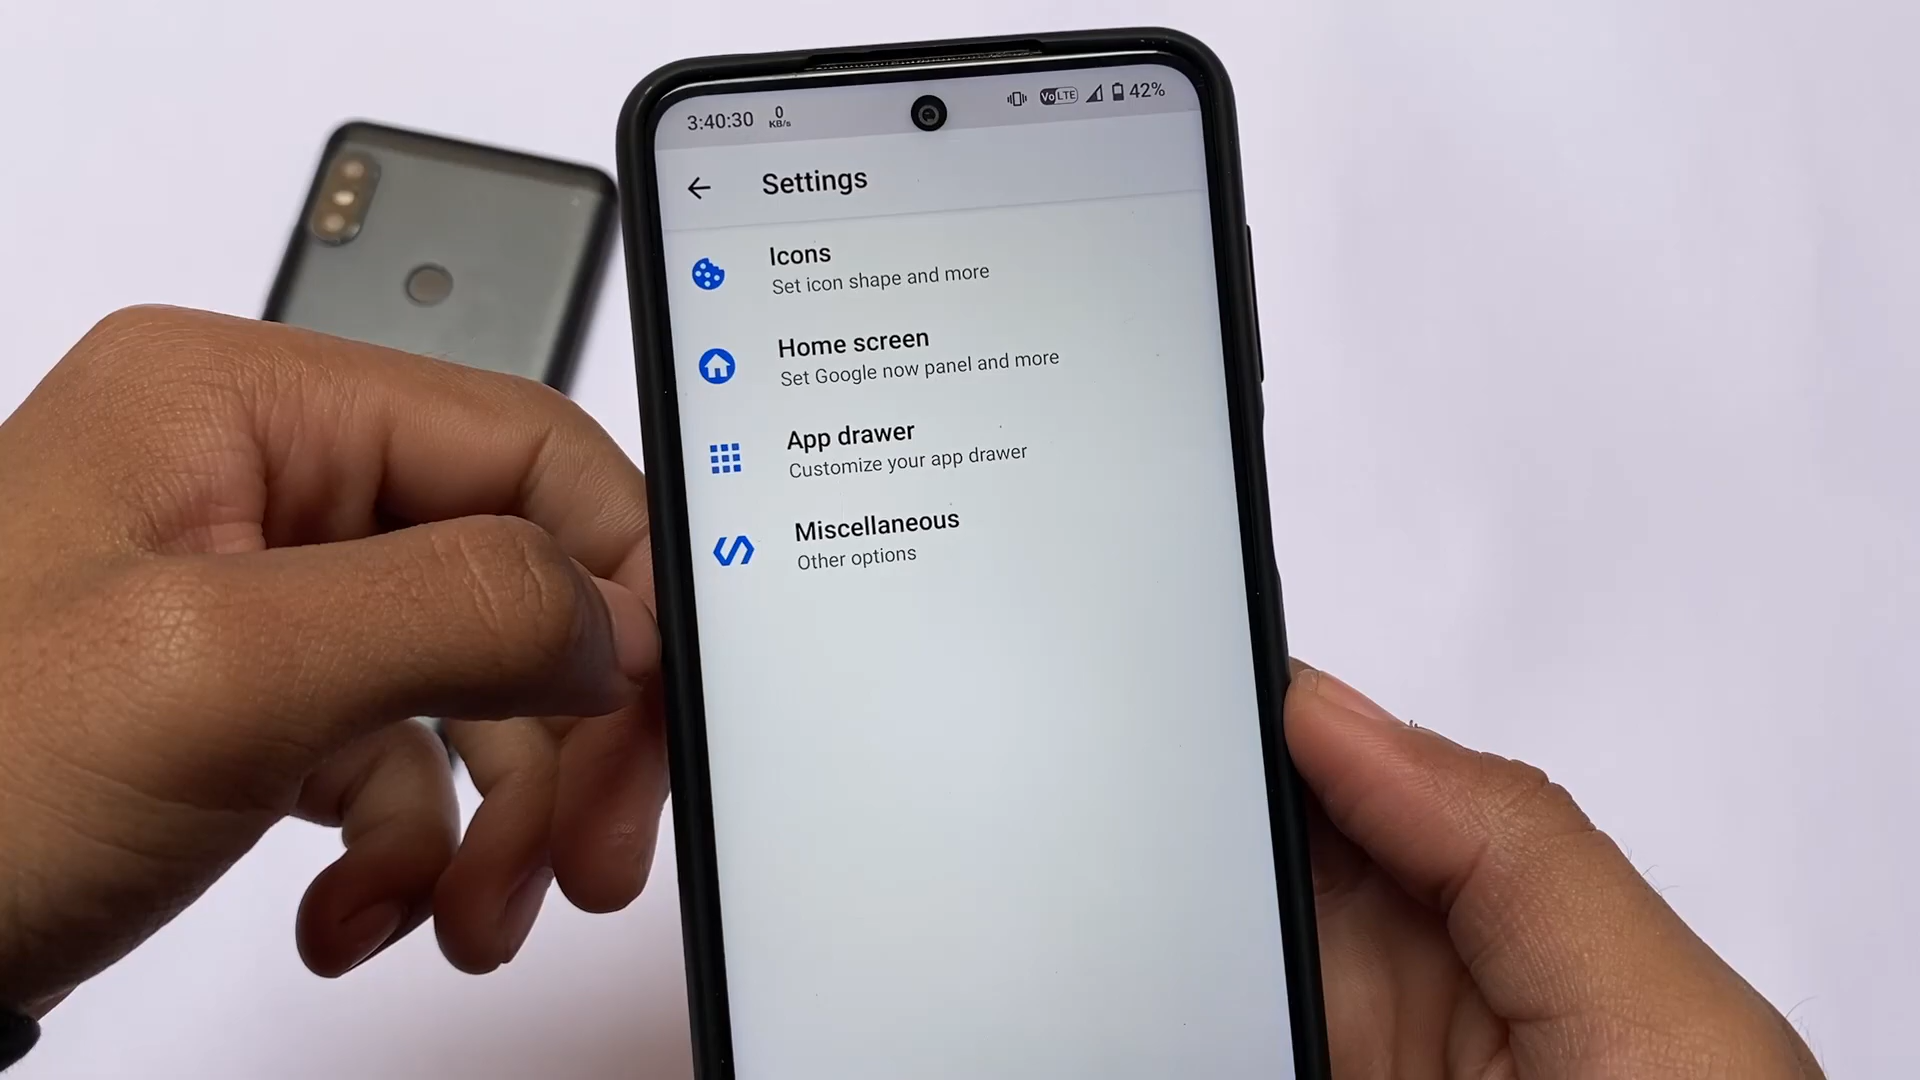 3:40:30
0
KB/s
VoLTE
42%
Settings
Icons
Set icon shape and more
Home screen
Set Google now panel and more
App drawer
Customize your app drawer
Miscellaneous
Other options